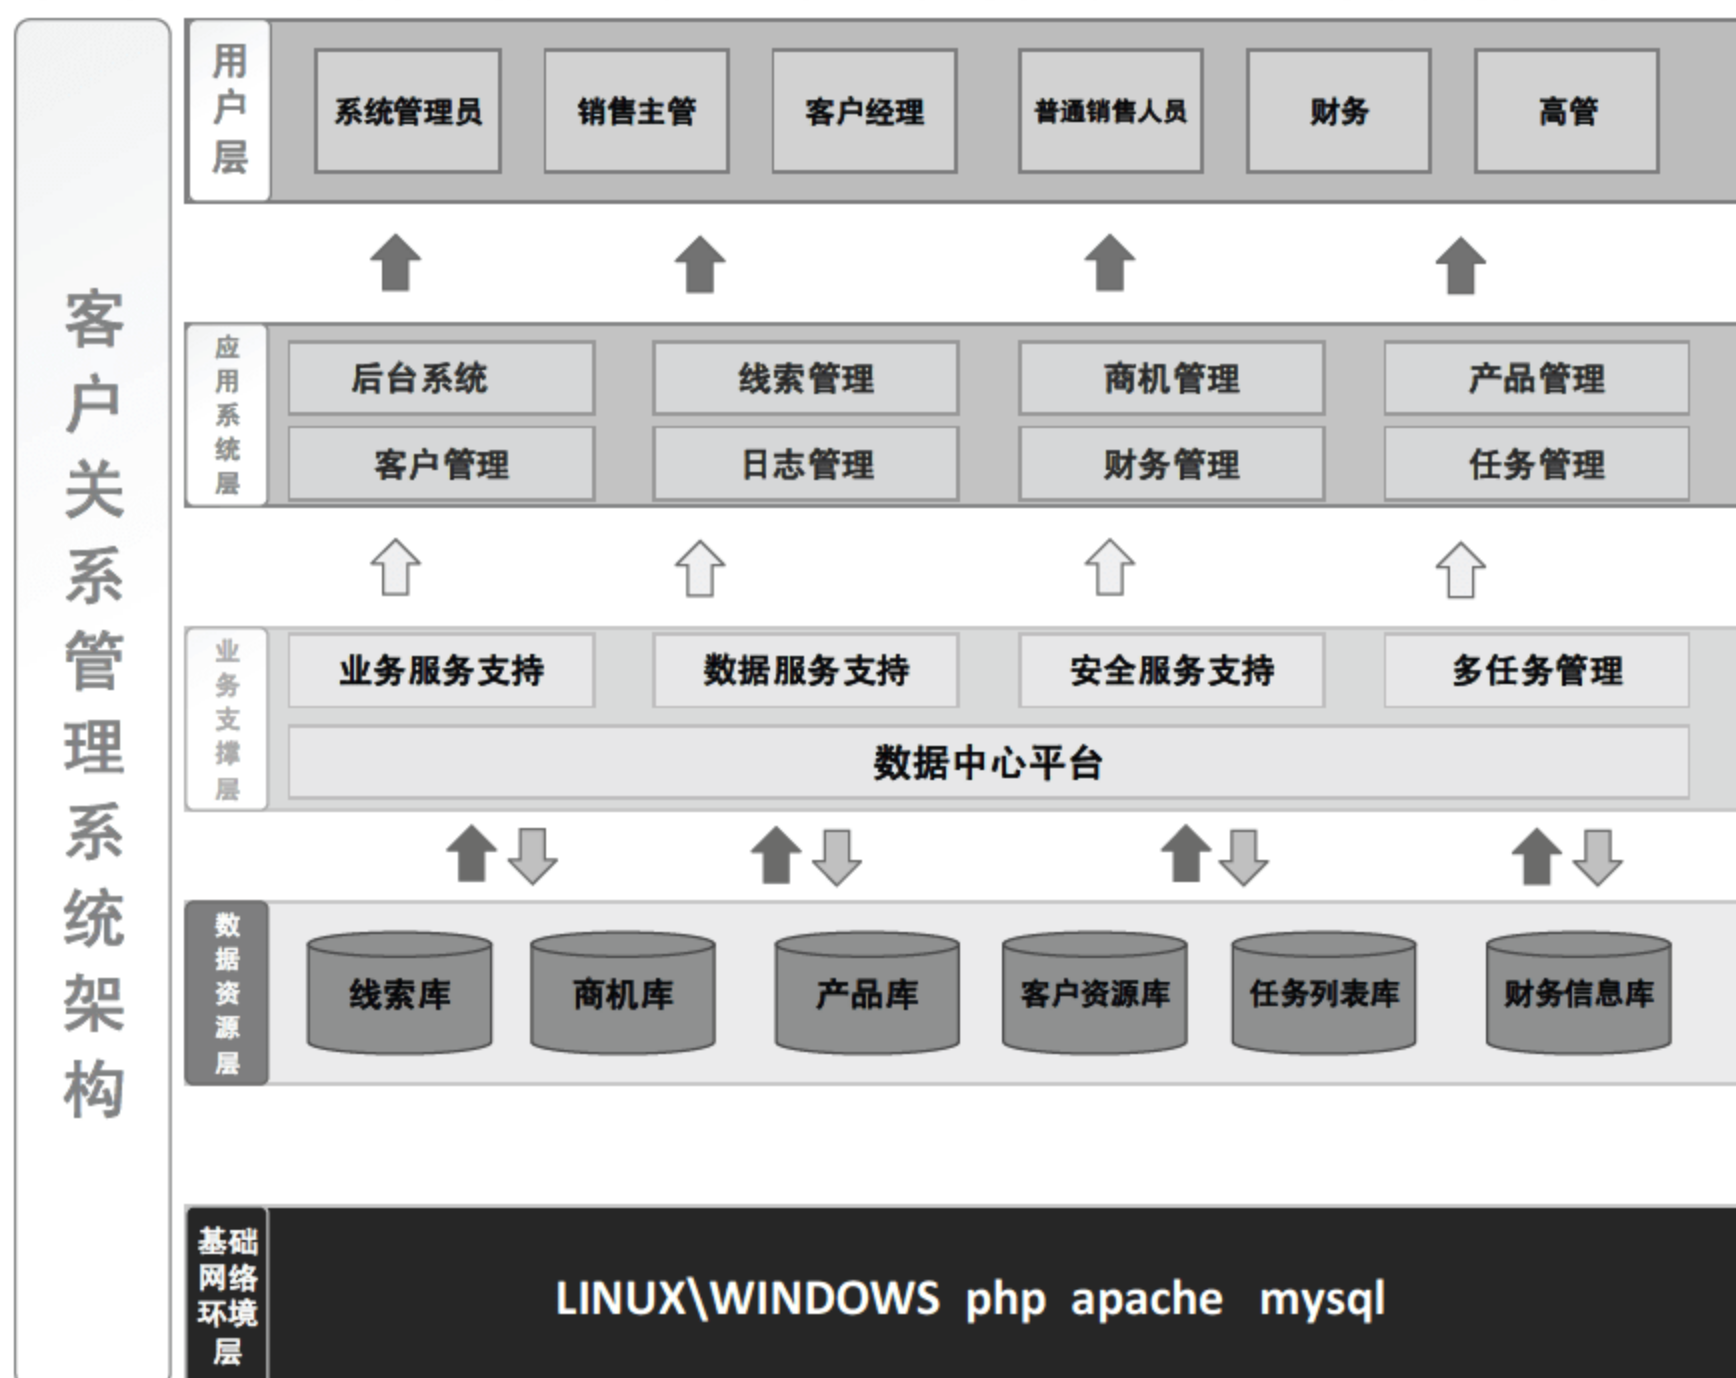 客户关系管理系统架构
用户层
系统管理员
销售主管
客户经理
普通销售人员
财务
高管
应用系统层
后台系统
线索管理
商机管理
产品管理
客户管理
日志管理
财务管理
任务管理
业务支撑层
业务服务支持
数据服务支持
安全服务支持
多任务管理
数据中心平台
数据资源层
线索库
商机库
产品库
客户资源库
任务列表库
财务信息库
基础
网络
环境
层
LINUX\WINDOWS php apache mysql